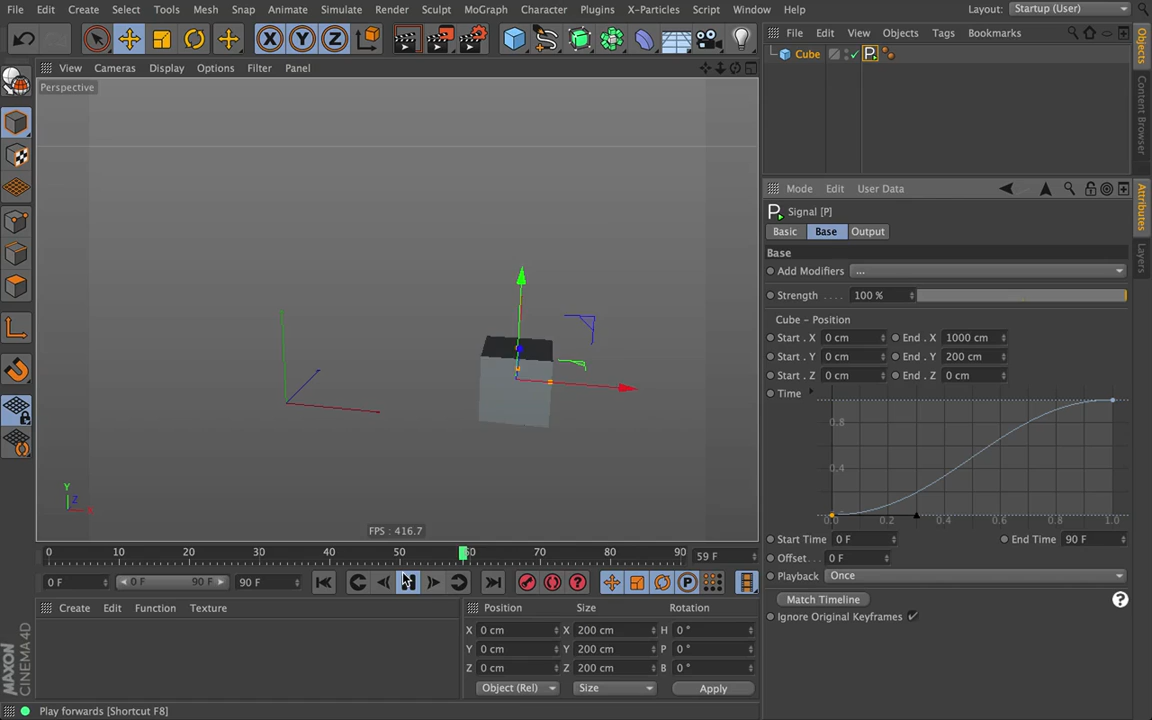 File Edit Create Select Tools Mesh Snap Animate Simulate Render Sculpt MoGraph Character Plugins X-Particles Script Window Help Layout: Startup (User)
X Y Z
View Cameras Display Options Filter Panel
Perspective
Y
Z
X
FPS : 416.7
0 10 20 30 40 50 60 70 80 90 59 F
0 F 0 F 90 F 90 F
P
Create Edit Function Texture
Position Size Rotation
X 0 cm X 200 cm H 0 °
Y 0 cm Y 200 cm P 0 °
Z 0 cm Z 200 cm B 0 °
Object (Rel) Size Apply
MAXON
CINEMA 4D
Play forwards [Shortcut F8]
File Edit View Objects Tags Bookmarks
Cube
Objects
Content Browser
Mode Edit User Data
Attributes
Layers
Signal [P]
Basic Base Output
Base
Add Modifiers ...
Strength . . . . 100 %
Cube - Position
Start . X 0 cm End . X 1000 cm
Start . Y 0 cm End . Y 200 cm
Start . Z 0 cm End . Z 0 cm
Time
0.8
0.4
0.0 0.2 0.4 0.6 0.8 1.0
Start Time 0 F End Time 90 F
Offset . . . . 0 F
Playback Once
Match Timeline ?
Ignore Original Keyframes